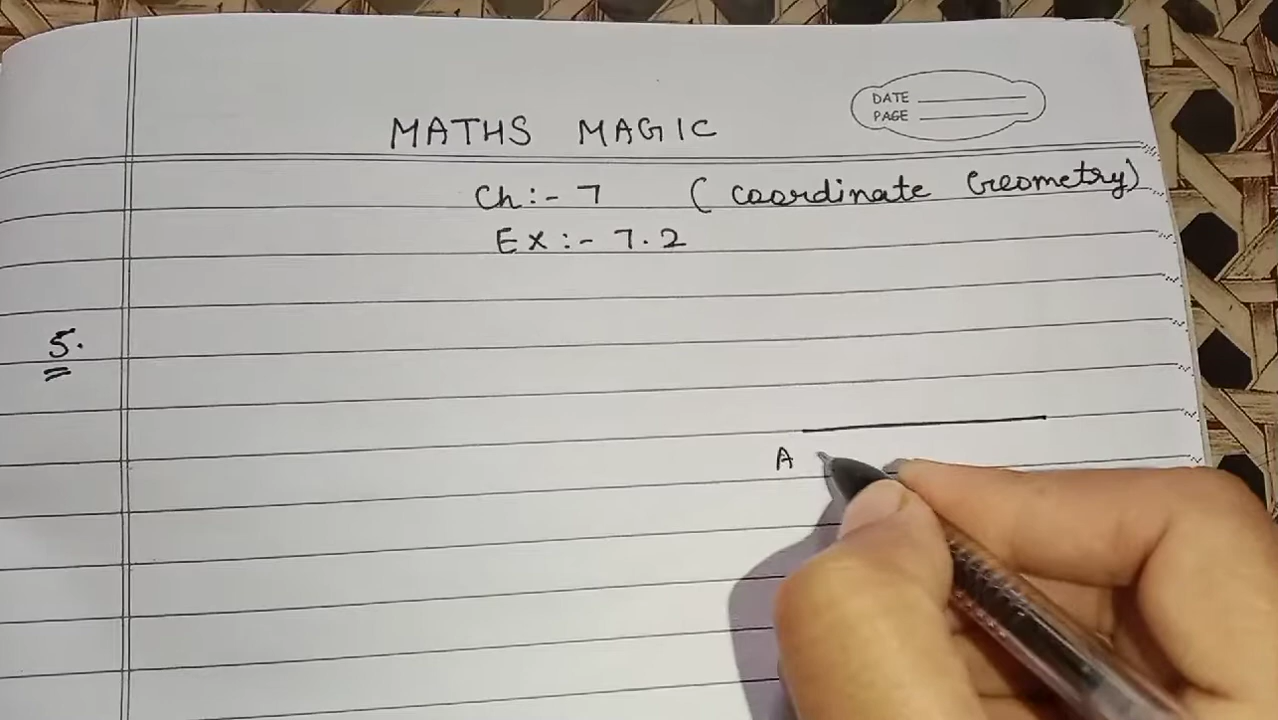 DATE
PAGE
MATHS MAGIC
Ch:- 7 (Coordinate Geometry)
Ex:- 7.2
5.
A